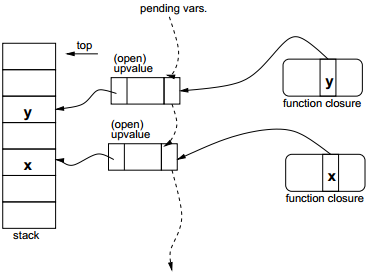 pending vars.
top
(open)
upvalue
y
y
function closure
(open)
upvalue
x
x
function closure
stack